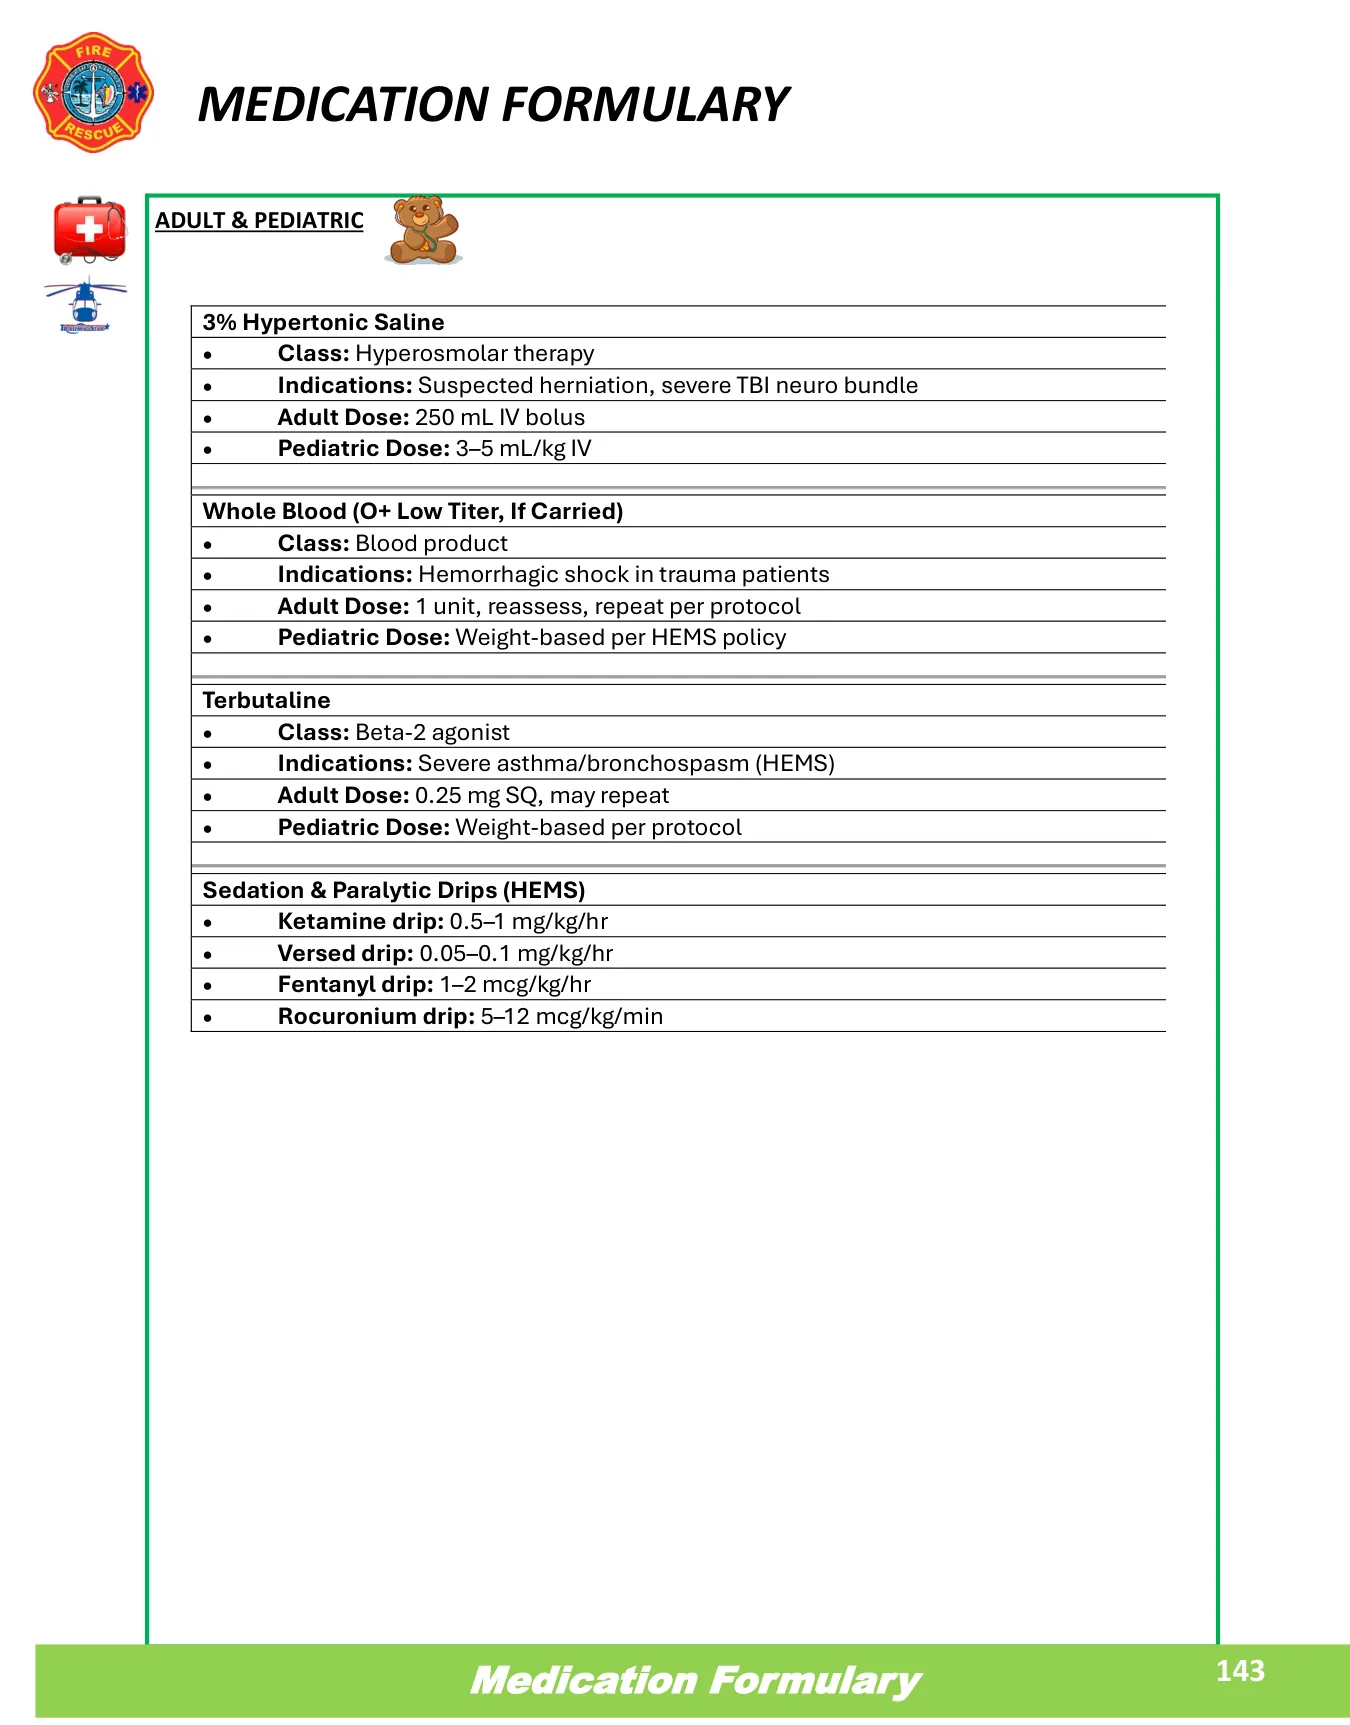 FIRE
RESCUE
MEDICATION FORMULARY
ADULT & PEDIATRIC
3% Hypertonic Saline
• Class: Hyperosmolar therapy
• Indications: Suspected herniation, severe TBI neuro bundle
• Adult Dose: 250 mL IV bolus
• Pediatric Dose: 3–5 mL/kg IV
Whole Blood (O+ Low Titer, If Carried)
• Class: Blood product
• Indications: Hemorrhagic shock in trauma patients
• Adult Dose: 1 unit, reassess, repeat per protocol
• Pediatric Dose: Weight-based per HEMS policy
Terbutaline
• Class: Beta-2 agonist
• Indications: Severe asthma/bronchospasm (HEMS)
• Adult Dose: 0.25 mg SQ, may repeat
• Pediatric Dose: Weight-based per protocol
Sedation & Paralytic Drips (HEMS)
• Ketamine drip: 0.5–1 mg/kg/hr
• Versed drip: 0.05–0.1 mg/kg/hr
• Fentanyl drip: 1–2 mcg/kg/hr
• Rocuronium drip: 5–12 mcg/kg/min
Medication Formulary
143